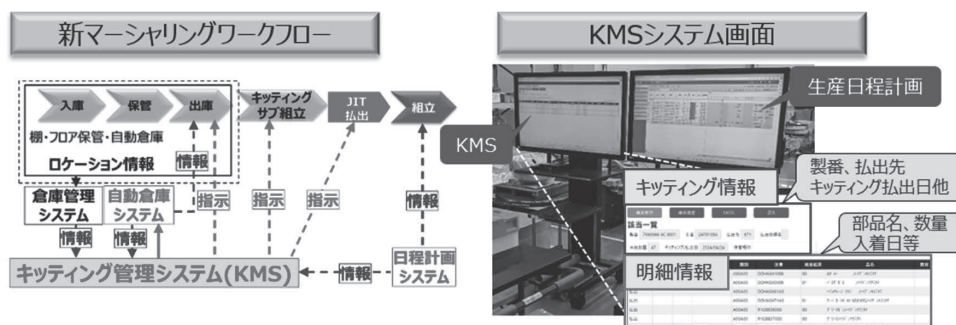 新マーシャリングワークフロー
入庫
保管
出庫
キッティング
サブ組立
JIT
払出
組立
棚・フロア保管・自動倉庫
ロケーション情報
情報
倉庫管理
システム
自動倉庫
システム
指示
指示
指示
情報
情報
情報
情報
日程計画
システム
キッティング管理システム(KMS)
KMSシステム画面
生産日程計画
KMS
キッティング情報
製番、払出先
キッティング払出日他
該当一覧
部品名、数量
入着日等
明細情報